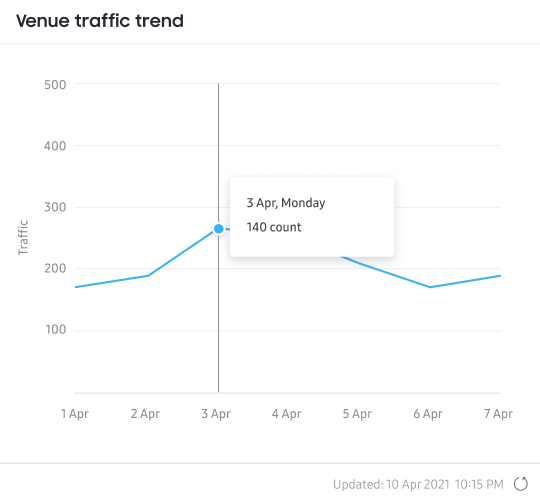 Venue traffic trend
500
400
300
200
100
Traffic
3 Apr, Monday
140 count
1 Apr 2 Apr 3 Apr 4 Apr 5 Apr 6 Apr 7 Apr
Updated: 10 Apr 2021 10:15 PM